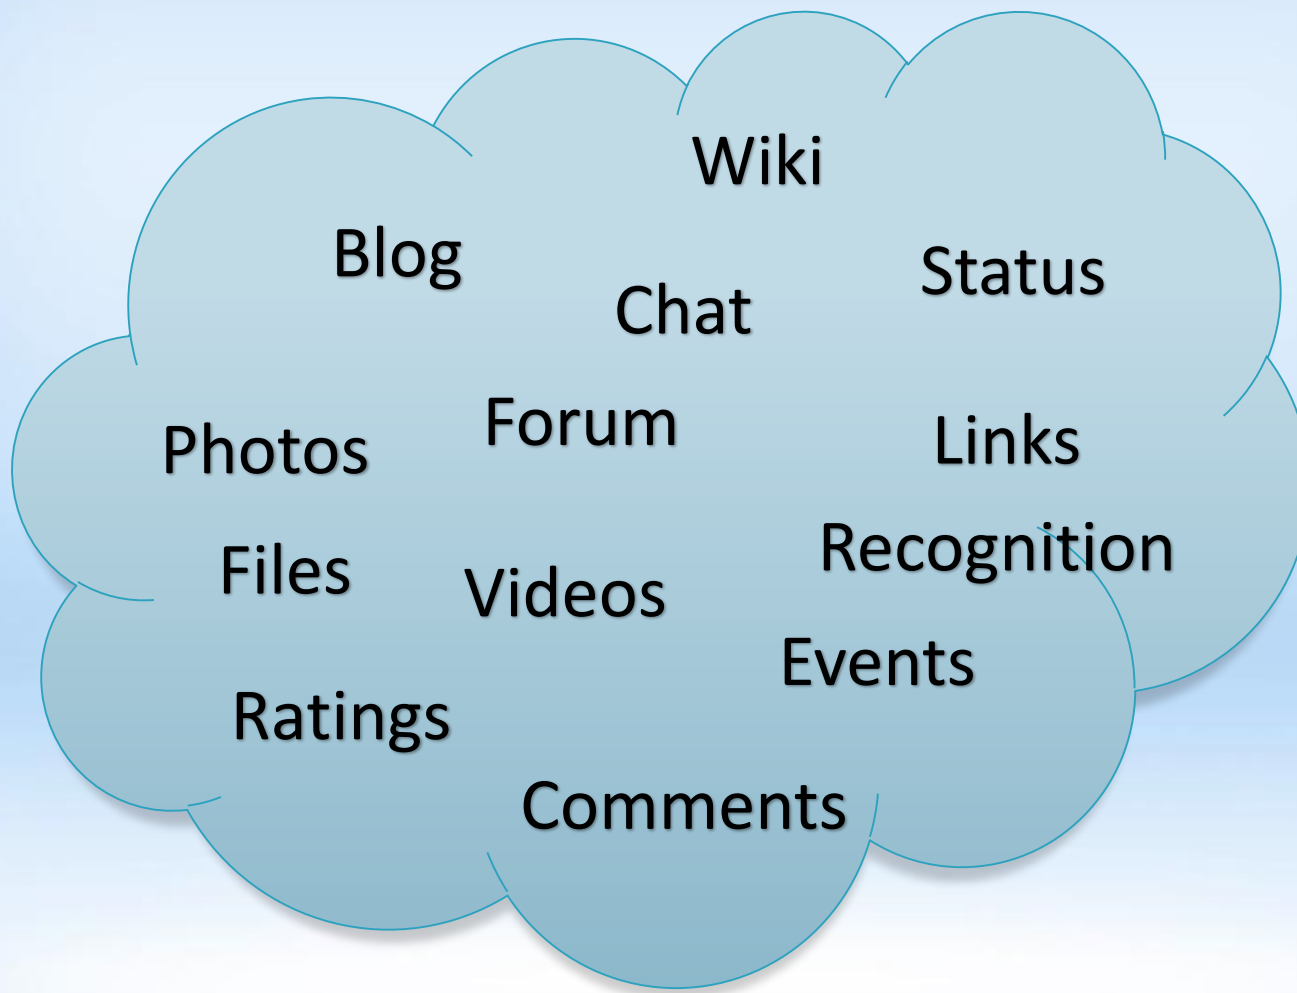 Wiki
Blog
Status
Chat
Forum
Links
Photos
Recognition
Files
Videos
Events
Ratings
Comments